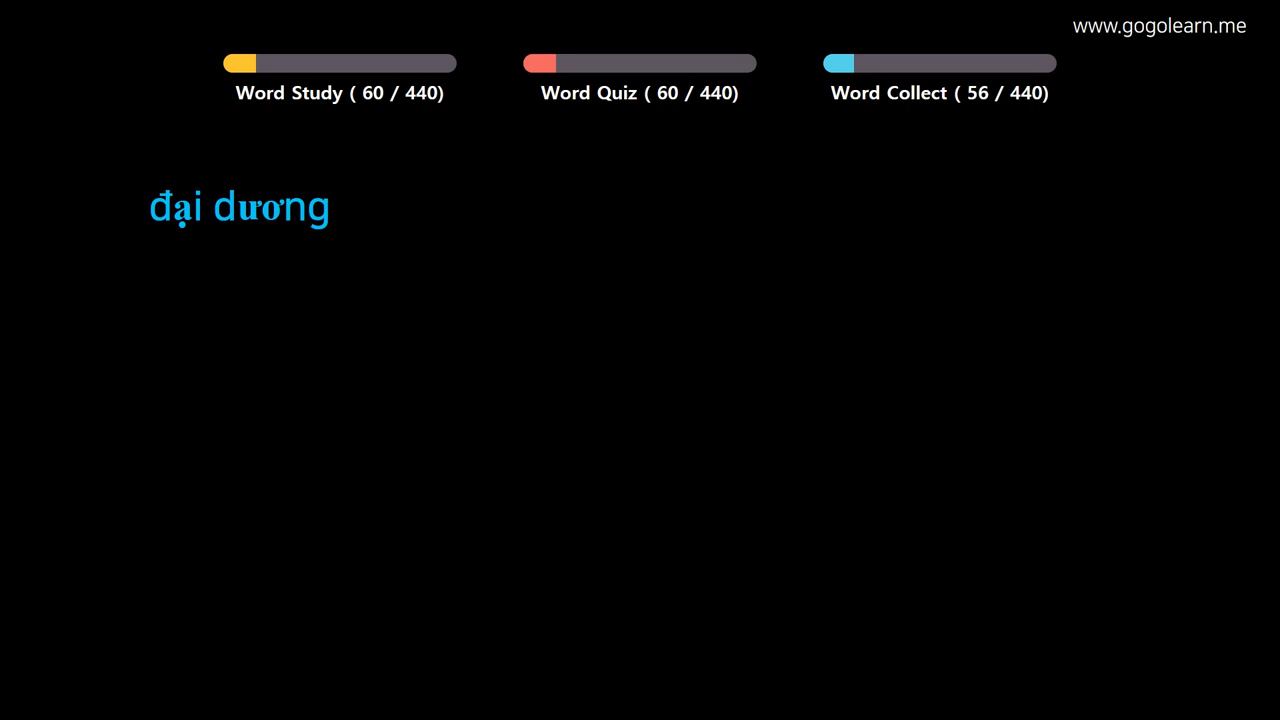 www.gogolearn.me
Word Study ( 60 / 440)
Word Quiz ( 60 / 440)
Word Collect ( 56 / 440)
đại dương